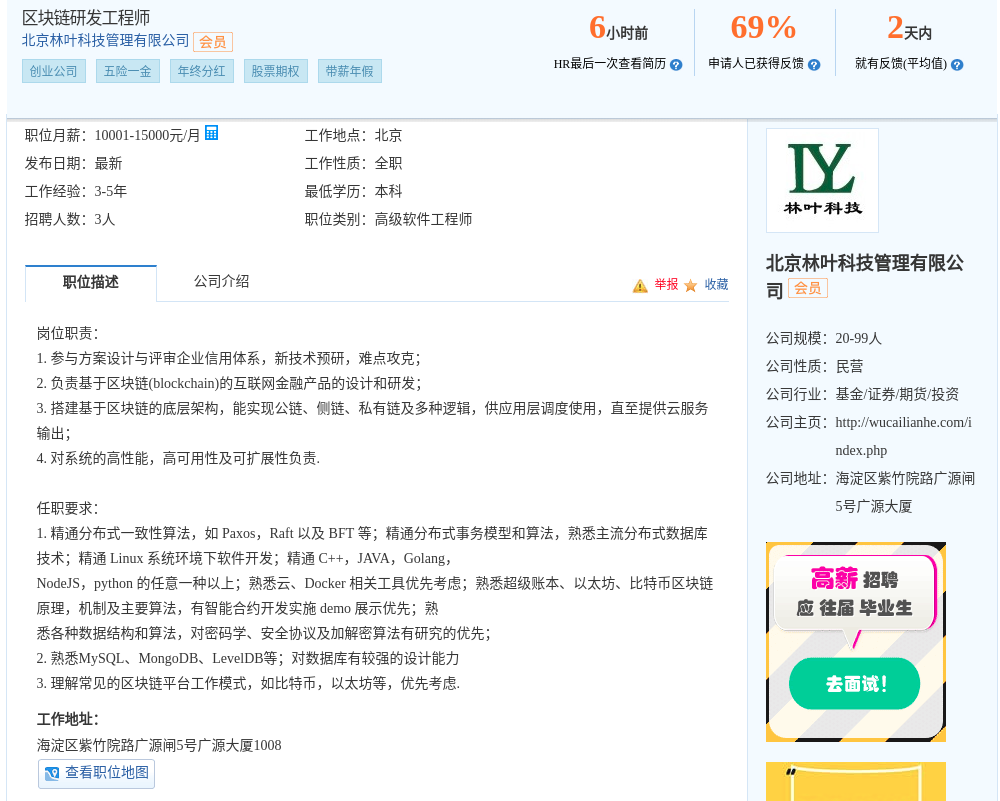 区块链研发工程师
北京林叶科技管理有限公司 会员
创业公司 五险一金 年终分红 股票期权 带薪年假
6小时前
HR最后一次查看简历
69%
申请人已获得反馈
2天内
就有反馈(平均值)
职位月薪：10001-15000元/月
工作地点：北京
发布日期：最新
工作性质：全职
工作经验：3-5年
最低学历：本科
招聘人数：3人
职位类别：高级软件工程师
职位描述 公司介绍
举报 收藏
岗位职责：
1. 参与方案设计与评审企业信用体系，新技术预研，难点攻克；
2. 负责基于区块链(blockchain)的互联网金融产品的设计和研发；
3. 搭建基于区块链的底层架构，能实现公链、侧链、私有链及多种逻辑，供应用层调度使用，直至提供云服务
输出；
4. 对系统的高性能，高可用性及可扩展性负责.
任职要求：
1. 精通分布式一致性算法，如 Paxos，Raft 以及 BFT 等；精通分布式事务模型和算法，熟悉主流分布式数据库
技术；精通 Linux 系统环境下软件开发；精通 C++，JAVA，Golang，
NodeJS，python 的任意一种以上；熟悉云、Docker 相关工具优先考虑；熟悉超级账本、以太坊、比特币区块链
原理，机制及主要算法，有智能合约开发实施 demo 展示优先；熟
悉各种数据结构和算法，对密码学、安全协议及加解密算法有研究的优先；
2. 熟悉MySQL、MongoDB、LevelDB等；对数据库有较强的设计能力
3. 理解常见的区块链平台工作模式，如比特币，以太坊等，优先考虑.
工作地址：
海淀区紫竹院路广源闸5号广源大厦1008
查看职位地图
LY
林叶科技
北京林叶科技管理有限公
司 会员
公司规模：20-99人
公司性质：民营
公司行业：基金/证券/期货/投资
公司主页：http://wucailianhe.com/i
ndex.php
公司地址：海淀区紫竹院路广源闸
5号广源大厦
高薪 招聘
应 往届 毕业生
去面试！